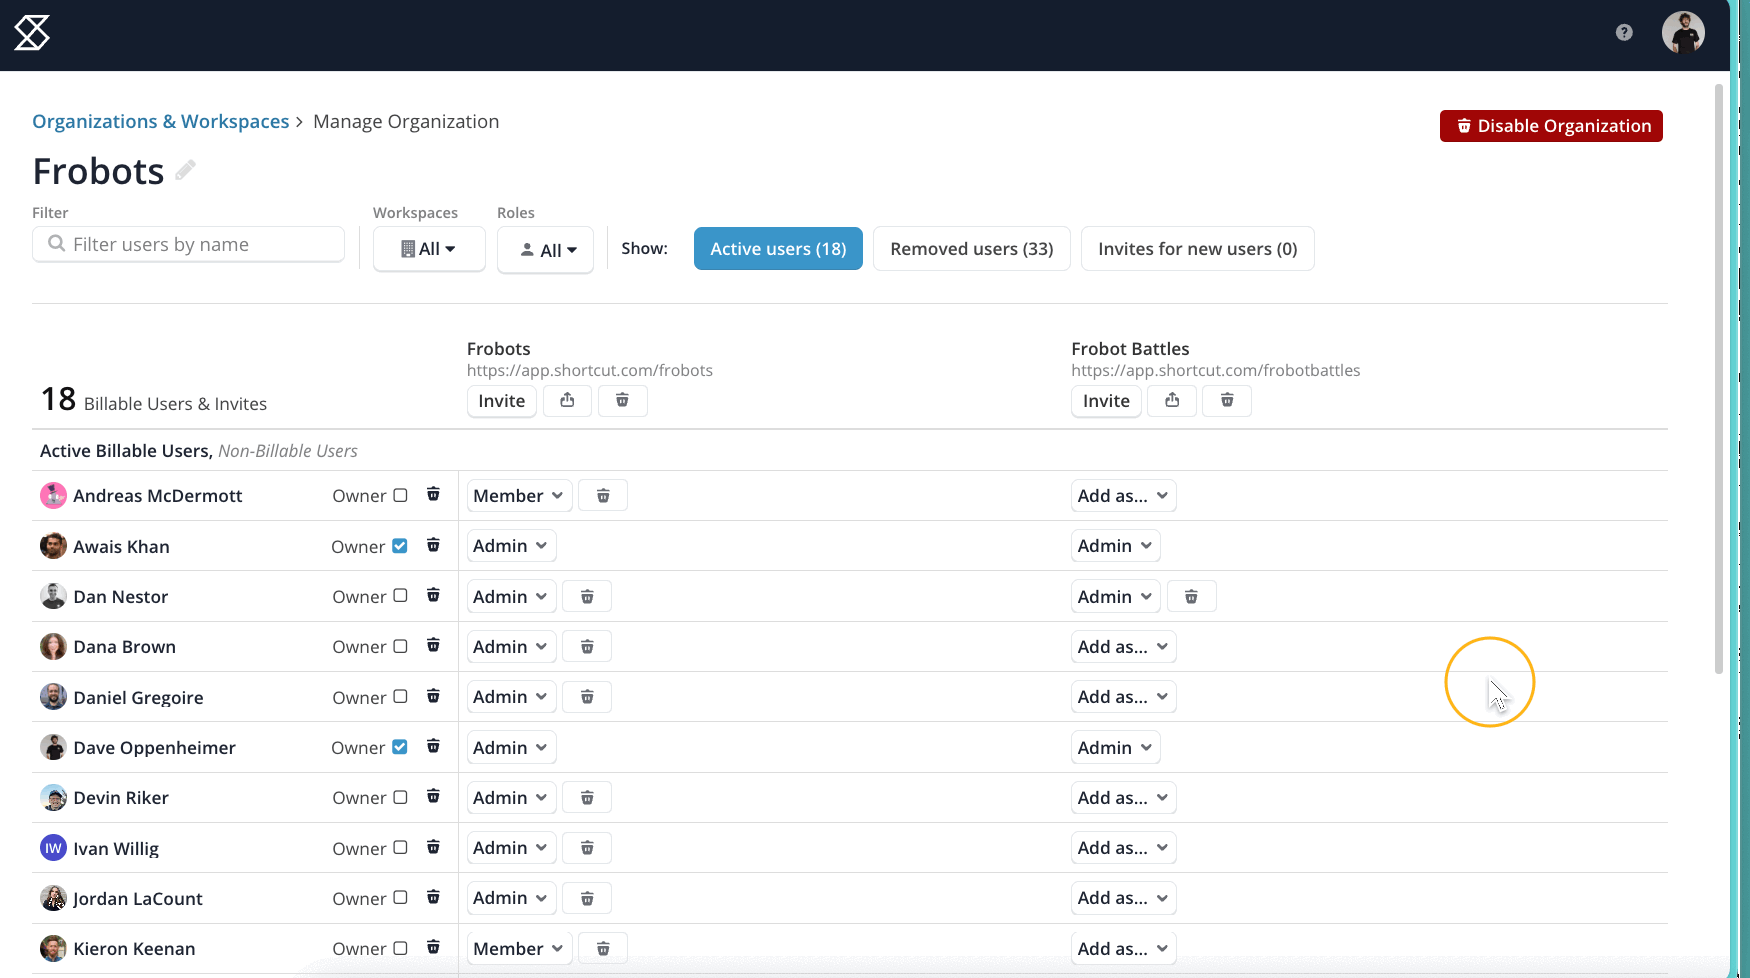 ?
Organizations & Workspaces > Manage Organization
Disable Organization
Frobots
Filter
Workspaces
Roles
Filter users by name
All
All
Show:
Active users (18)
Removed users (33)
Invites for new users (0)
Frobots
Frobot Battles
https://app.shortcut.com/frobots
https://app.shortcut.com/frobotbattles
18 Billable Users & Invites
Invite
Invite
Active Billable Users, Non-Billable Users
Andreas McDermott Owner Member Add as...
Awais Khan Owner Admin Admin
Dan Nestor Owner Admin Admin
Dana Brown Owner Admin Add as...
Daniel Gregoire Owner Admin Add as...
Dave Oppenheimer Owner Admin Admin
Devin Riker Owner Admin Add as...
IW Ivan Willig Owner Admin Add as...
Jordan LaCount Owner Admin Add as...
Kieron Keenan Owner Member Add as...